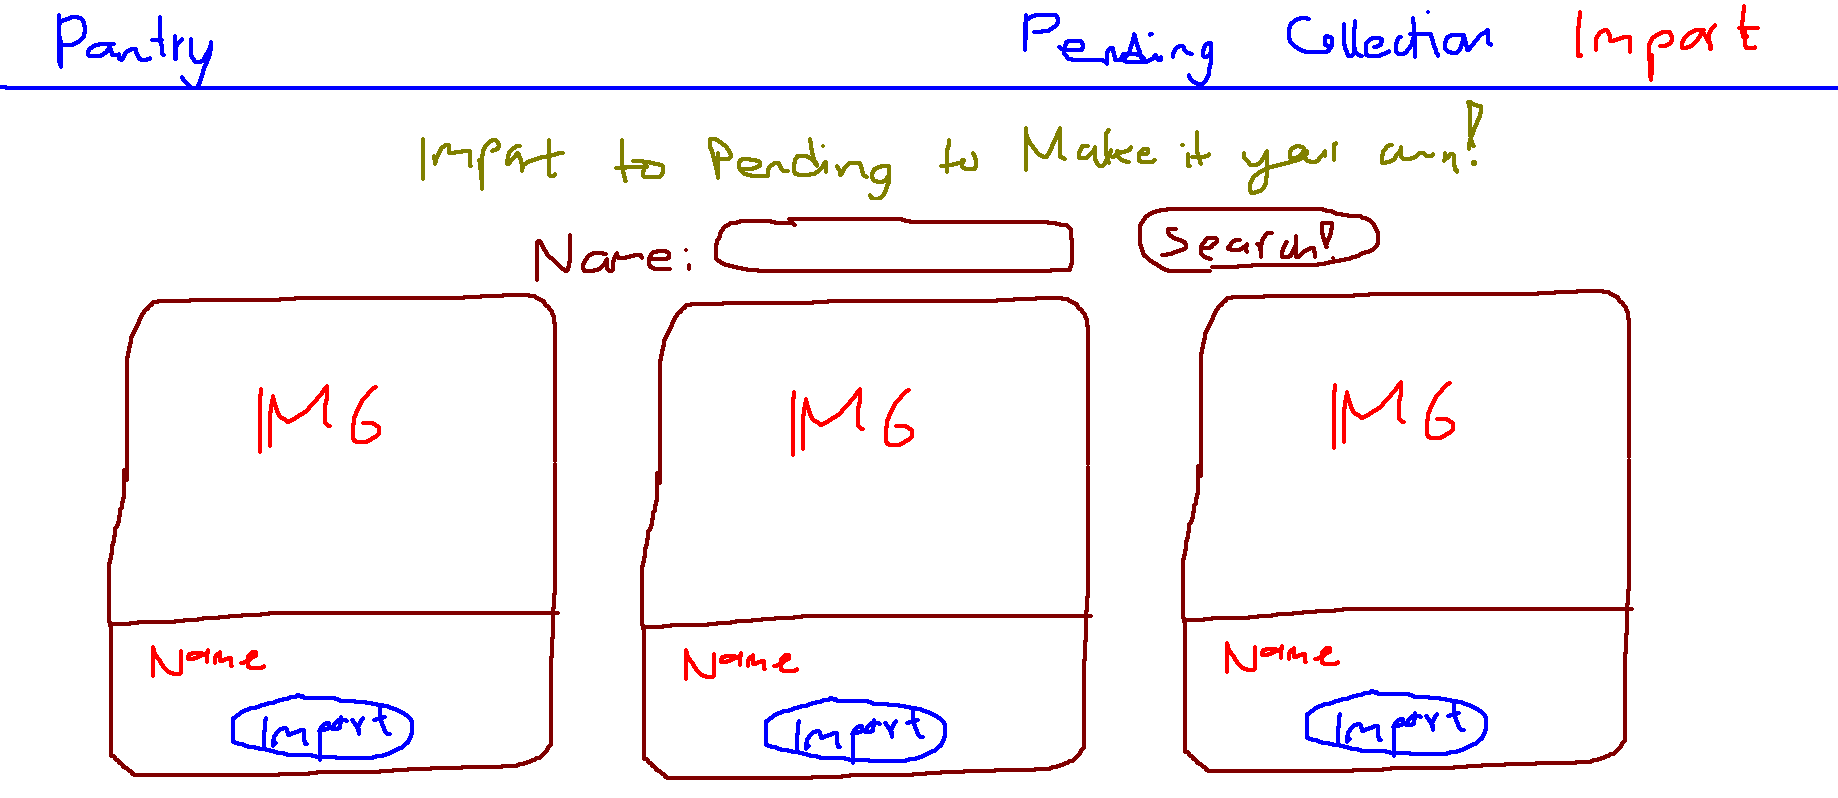 Pantry Pending Collection Import
Import to Pending to Make it your own!
Name: Search!
IMG IMG IMG
Name Name Name
Import Import Import